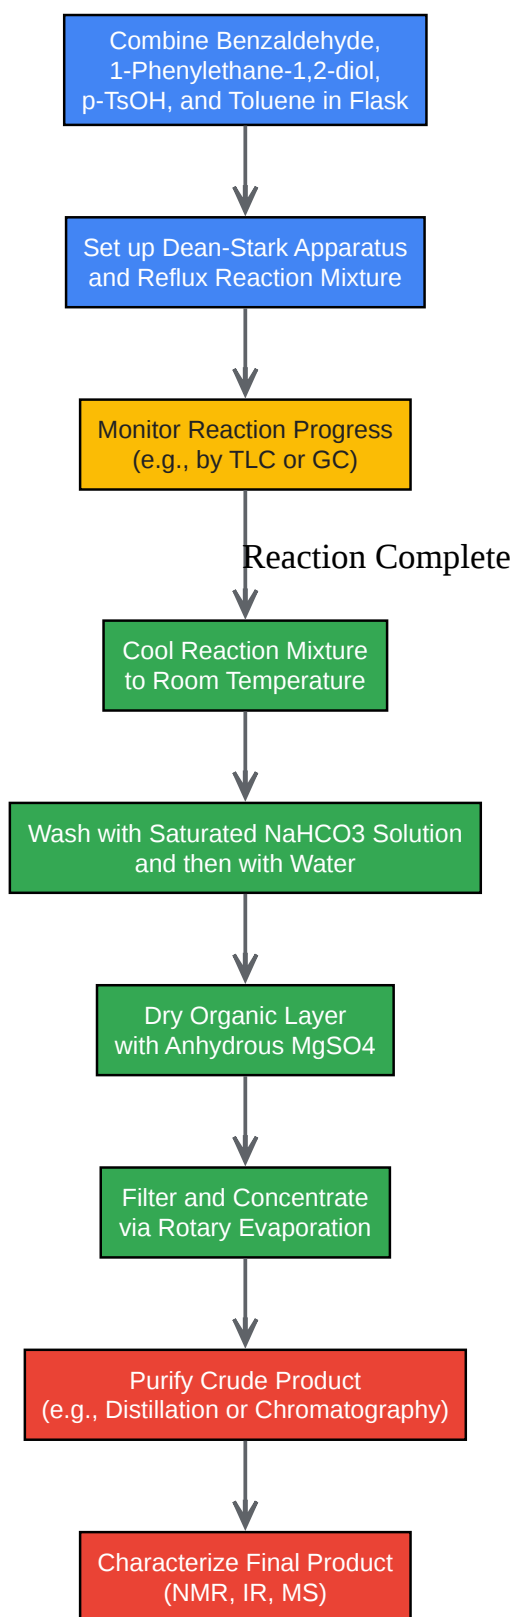 Combine Benzaldehyde,
1-Phenylethane-1,2-diol,
p-TsOH, and Toluene in Flask
Set up Dean-Stark Apparatus
and Reflux Reaction Mixture
Monitor Reaction Progress
(e.g., by TLC or GC)
Reaction Complete
Cool Reaction Mixture
to Room Temperature
Wash with Saturated NaHCO3 Solution
and then with Water
Dry Organic Layer
with Anhydrous MgSO4
Filter and Concentrate
via Rotary Evaporation
Purify Crude Product
(e.g., Distillation or Chromatography)
Characterize Final Product
(NMR, IR, MS)